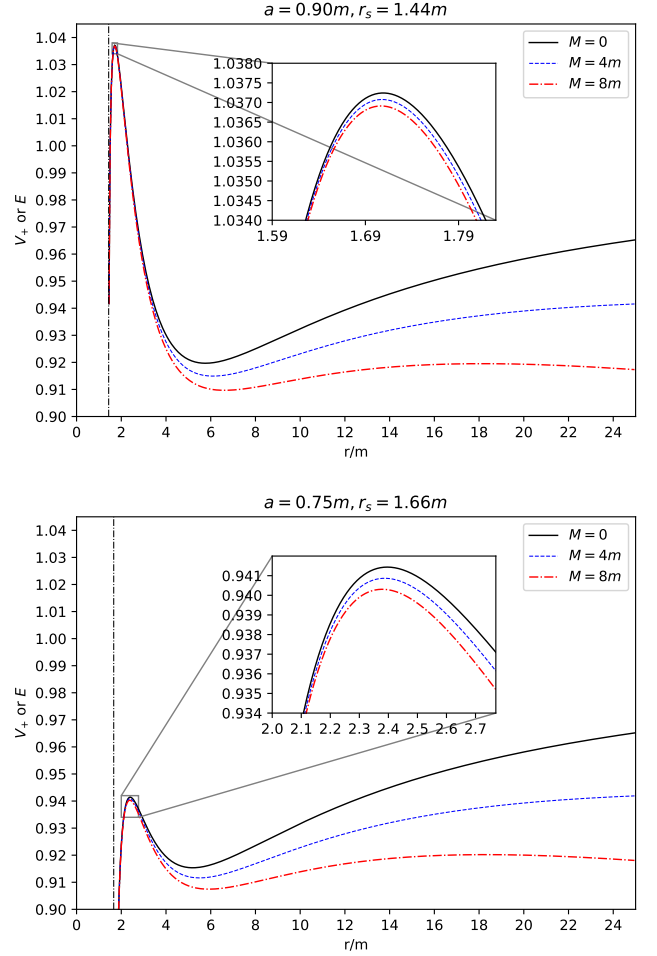 a = 0.90m, r_s = 1.44m
1.04
1.03
1.02
1.01
1.00
0.99
0.98
0.97
0.96
0.95
0.94
0.93
0.92
0.91
0.90
V_+ or E
M = 0
M = 4m
M = 8m
1.0380
1.0375
1.0370
1.0365
1.0360
1.0355
1.0350
1.0345
1.0340
1.59 1.69 1.79
0 2 4 6 8 10 12 14 16 18 20 22 24
r/m
a = 0.75m, r_s = 1.66m
1.04
1.03
1.02
1.01
1.00
0.99
0.98
0.97
0.96
0.95
0.94
0.93
0.92
0.91
0.90
V_+ or E
M = 0
M = 4m
M = 8m
0.941
0.940
0.939
0.938
0.937
0.936
0.935
0.934
2.0 2.1 2.2 2.3 2.4 2.5 2.6 2.7
0 2 4 6 8 10 12 14 16 18 20 22 24
r/m